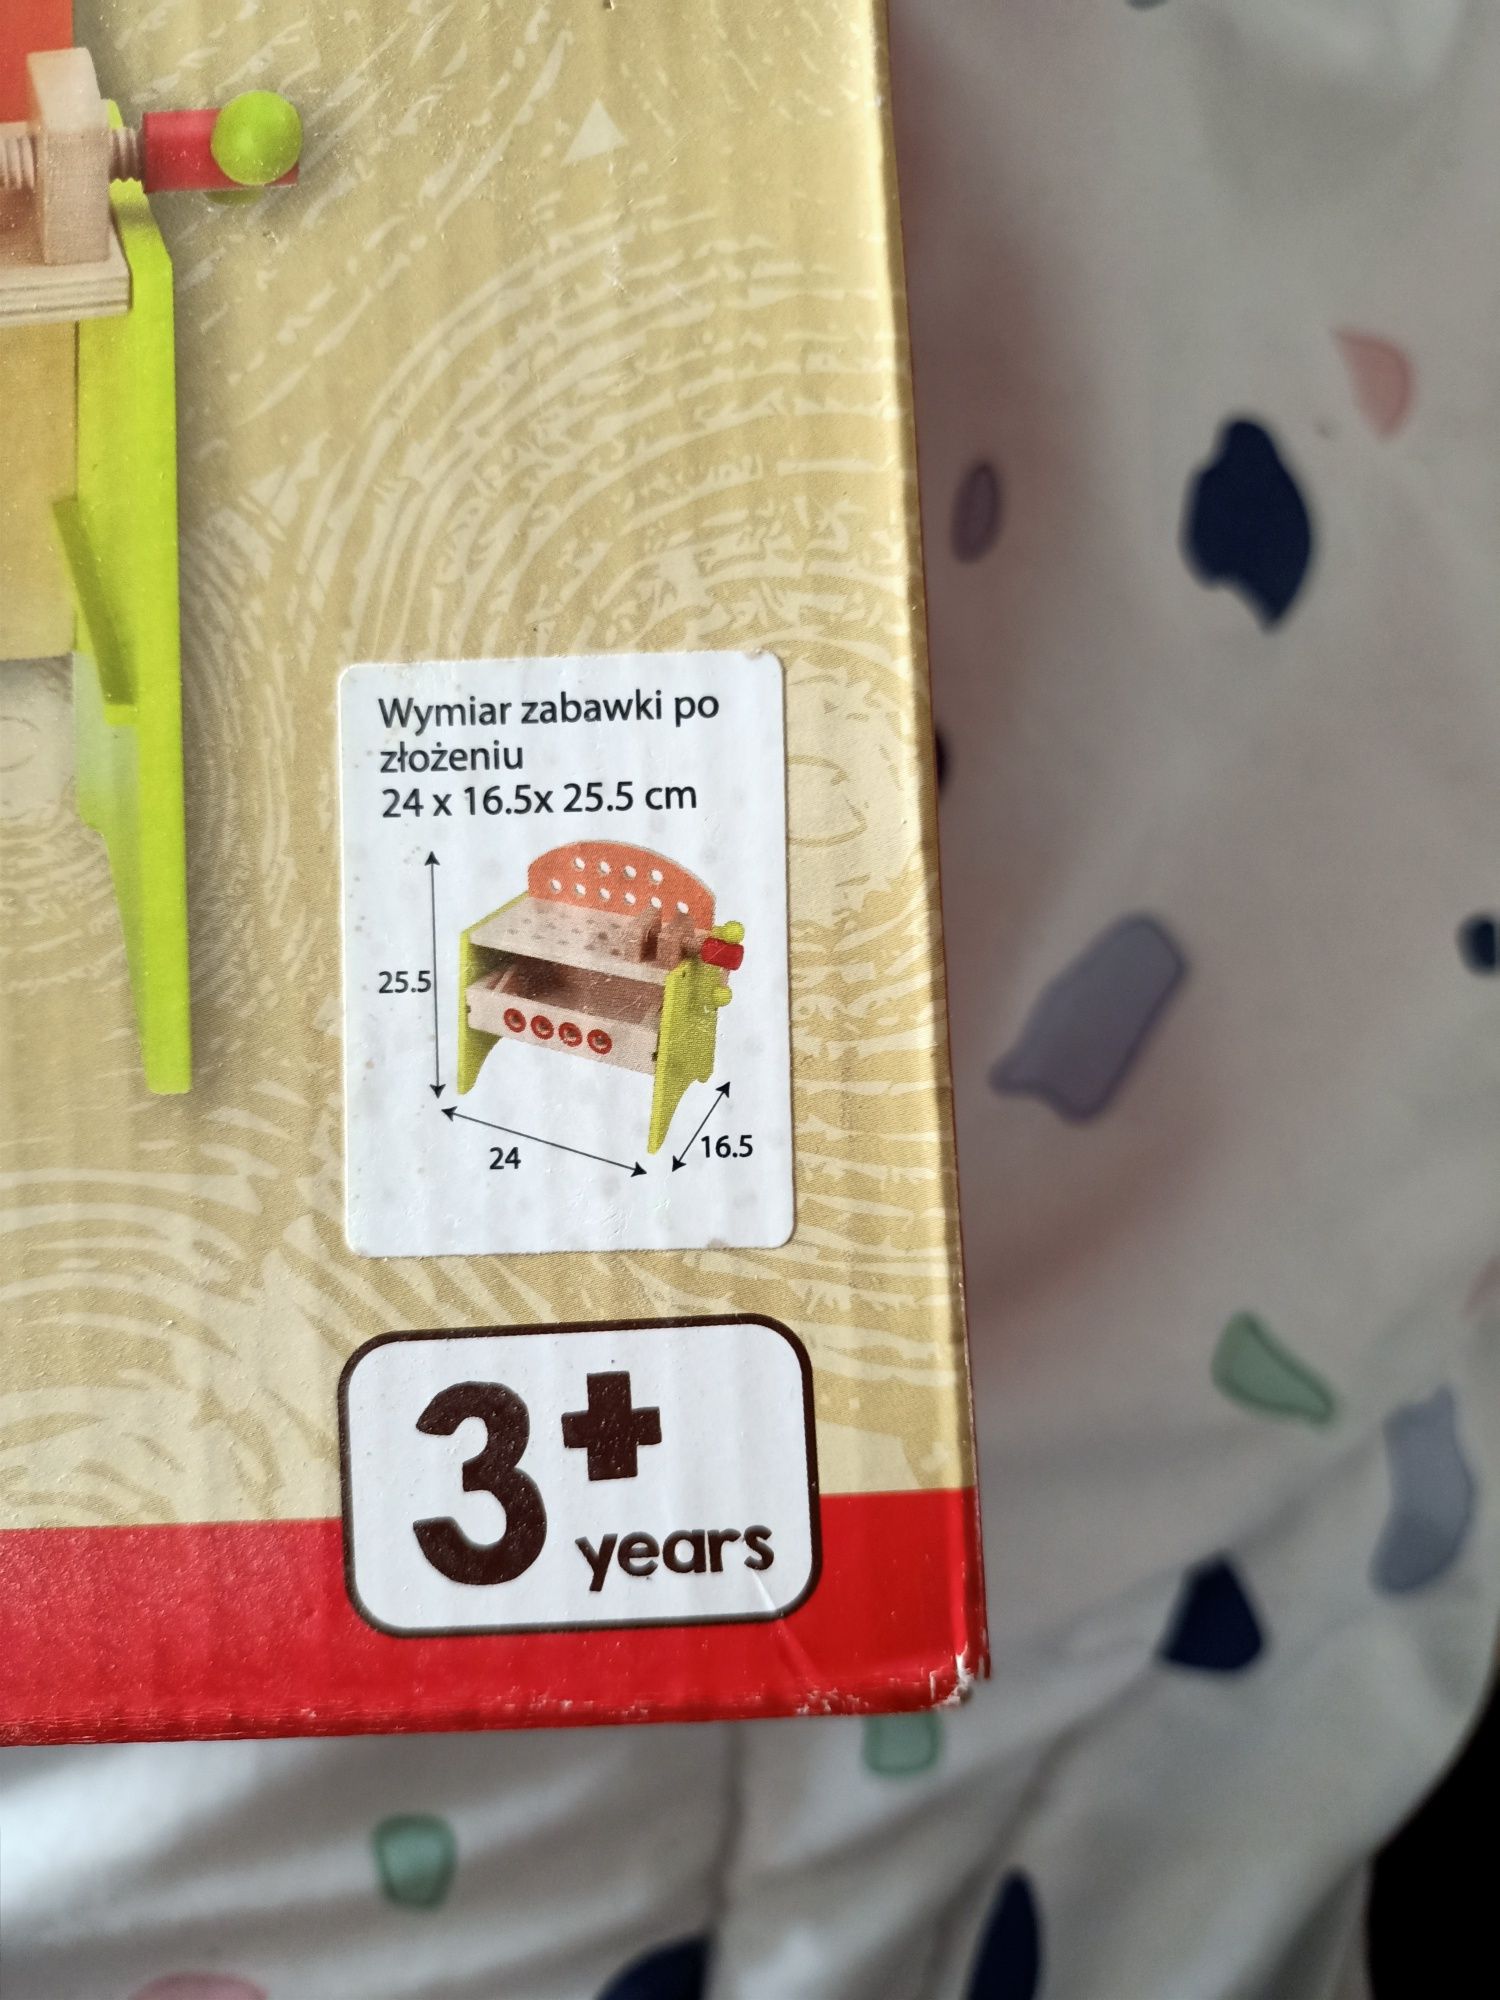 Wymiar zabawki po
złożeniu
24 x 16.5x 25.5 cm
25.5
24
16.5
3+
years